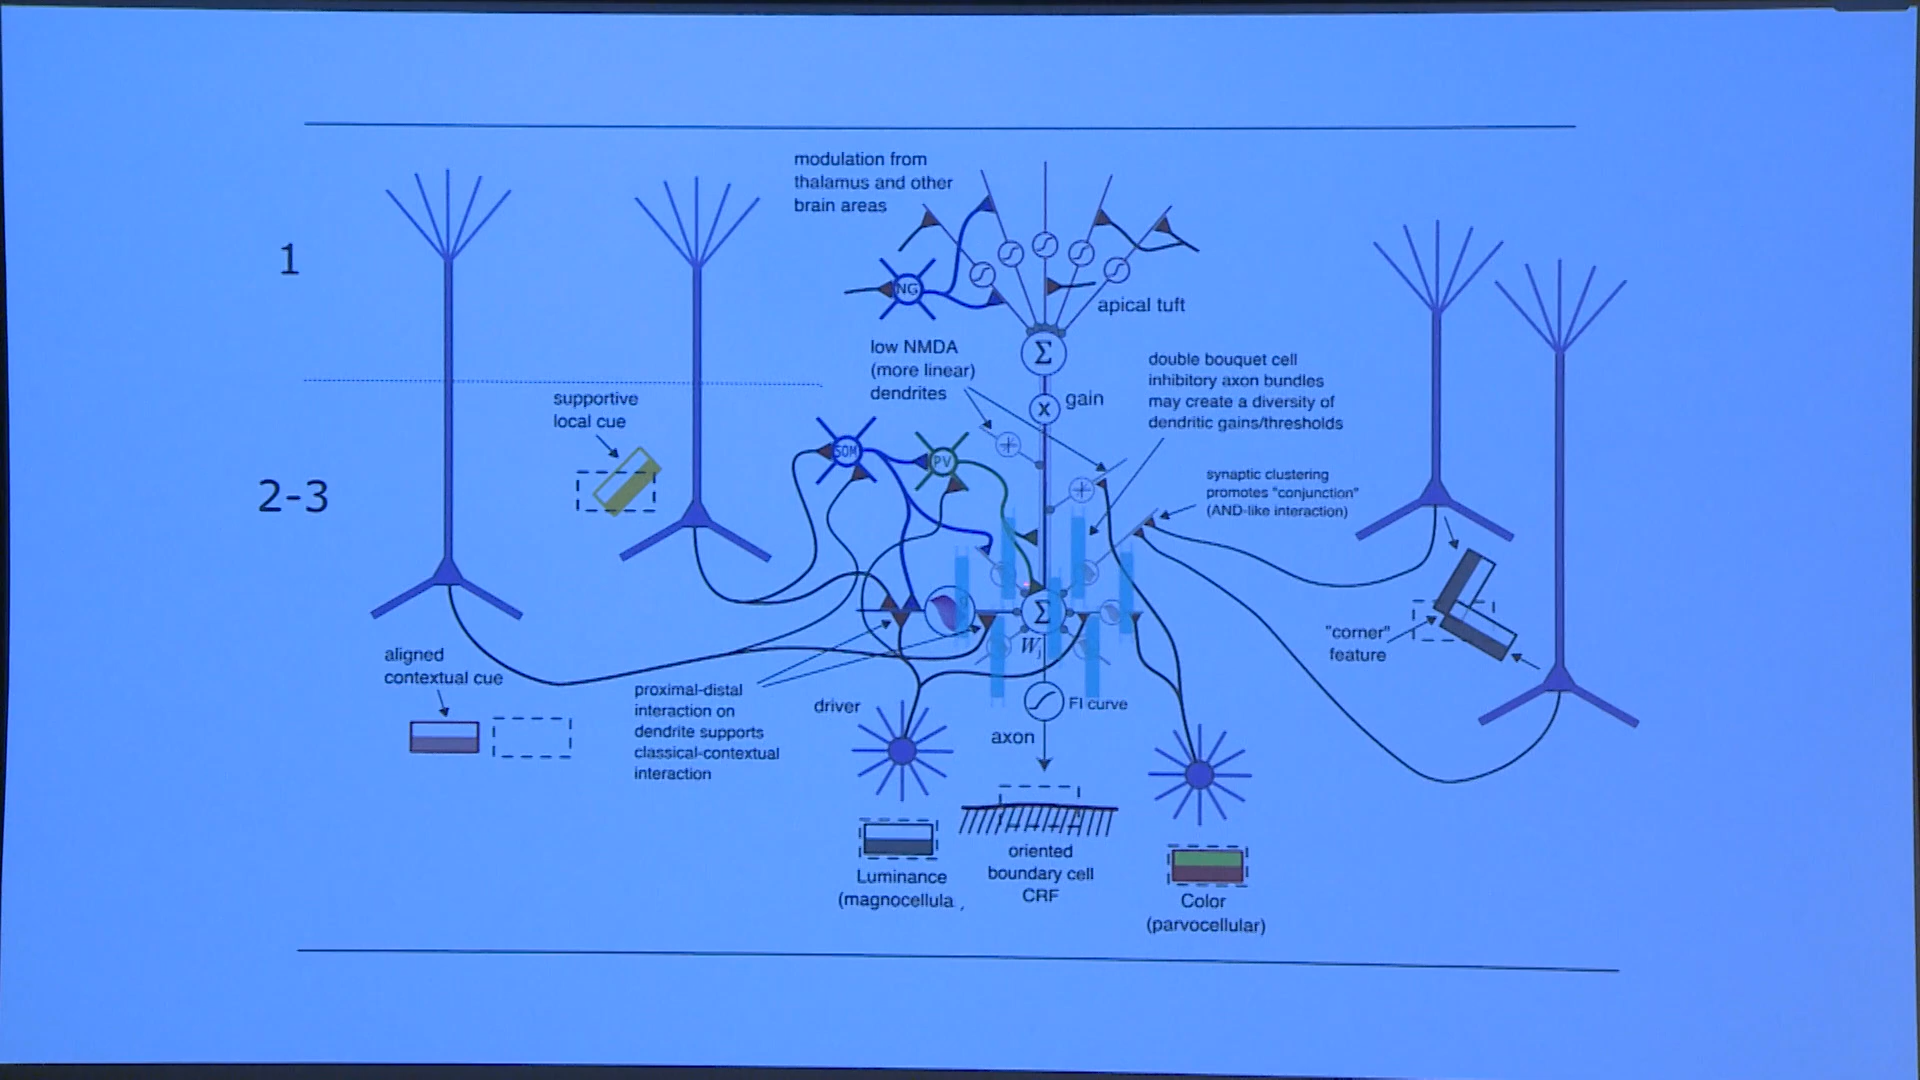 modulation from
thalamus and other
brain areas
1
NG
apical tuft
low NMDA
(more linear)
dendrites
Σ
x
gain
double bouquet cell
inhibitory axon bundles
may create a diversity of
dendritic gains/thresholds
supportive
local cue
2-3
SOM
PV
synaptic clustering
promotes "conjunction"
(AND-like interaction)
Σ
Wj
"corner"
feature
aligned
contextual cue
proximal-distal
interaction on
dendrite supports
classical-contextual
interaction
driver
FI curve
axon
oriented
boundary cell
CRF
Luminance
(magnocellula
Color
(parvocellular)